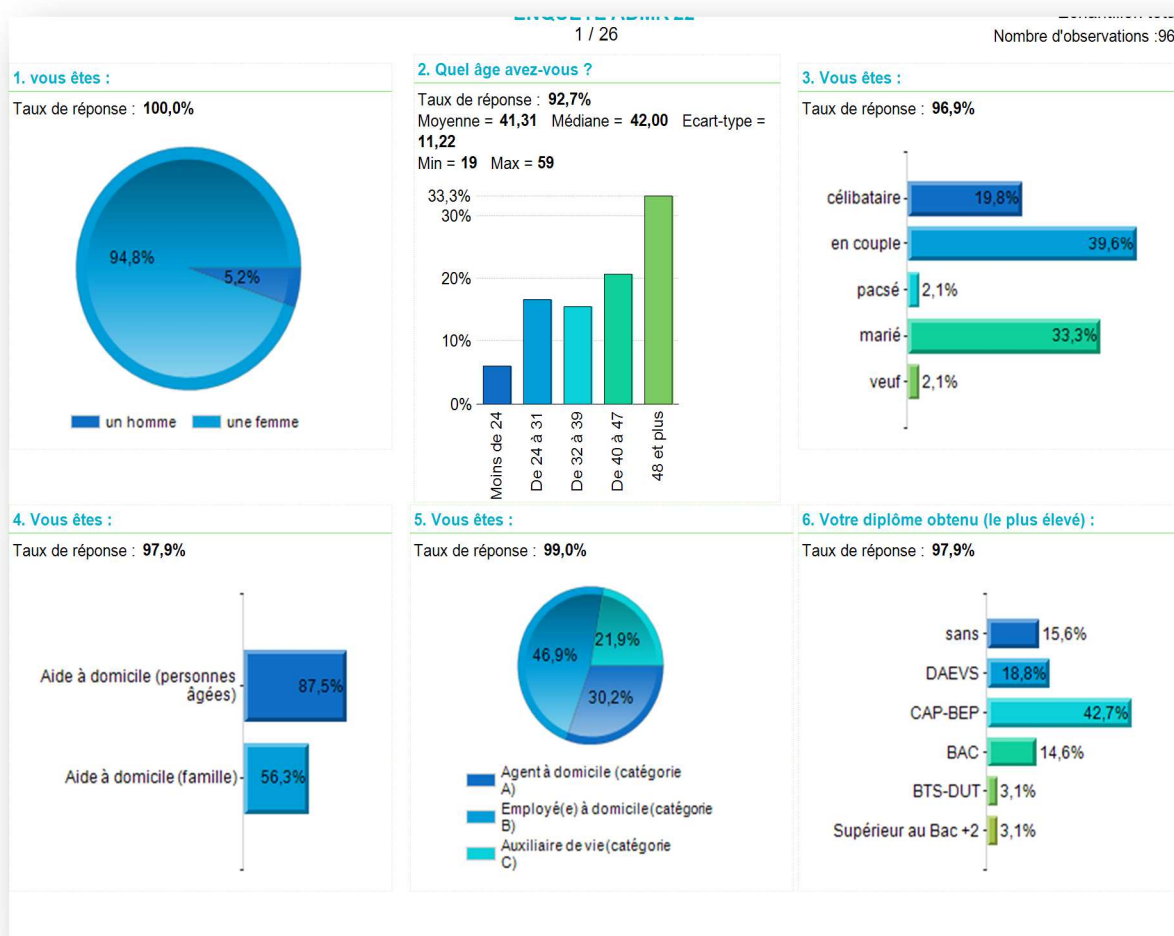 1 / 26
Nombre d'observations :96
1. vous êtes :
Taux de réponse : 100,0%
94,8%
5,2%
un homme
une femme
2. Quel âge avez-vous ?
Taux de réponse : 92,7%
Moyenne = 41,31 Médiane = 42,00 Ecart-type =
11,22
Min = 19 Max = 59
33,3%
30%
20%
10%
0%
Moins de 24
De 24 à 31
De 32 à 39
De 40 à 47
48 et plus
3. Vous êtes :
Taux de réponse : 96,9%
célibataire
19,8%
en couple
39,6%
pacsé
2,1%
marié
33,3%
veuf
2,1%
4. Vous êtes :
Taux de réponse : 97,9%
Aide à domicile (personnes
âgées)
87,5%
Aide à domicile (famille)
56,3%
5. Vous êtes :
Taux de réponse : 99,0%
46,9%
21,9%
30,2%
Agent à domicile (catégorie
A)
Employé(e) à domicile (catégorie
B)
Auxiliaire de vie (catégorie
C)
6. Votre diplôme obtenu (le plus élevé) :
Taux de réponse : 97,9%
sans
15,6%
DAEVS
18,8%
CAP-BEP
42,7%
BAC
14,6%
BTS-DUT
3,1%
Supérieur au Bac +2
3,1%